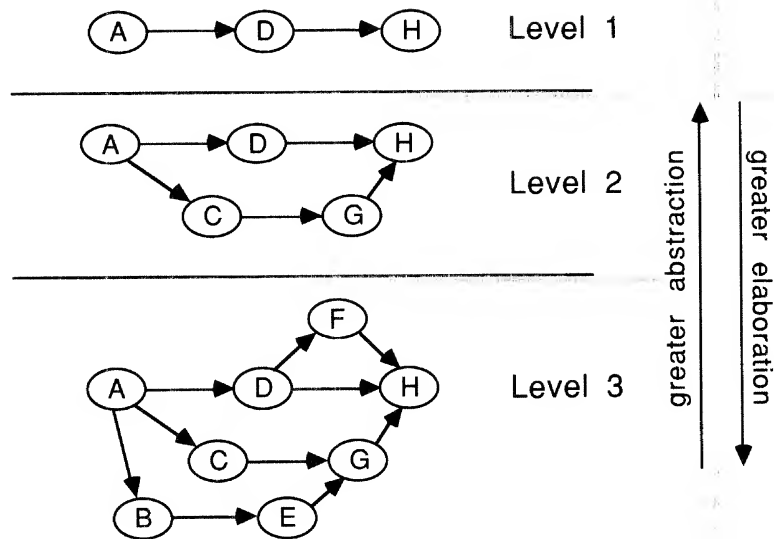 A D H Level 1
A D H
C G
Level 2
F
A D H Level 3
C G
B E
greater abstraction
greater elaboration